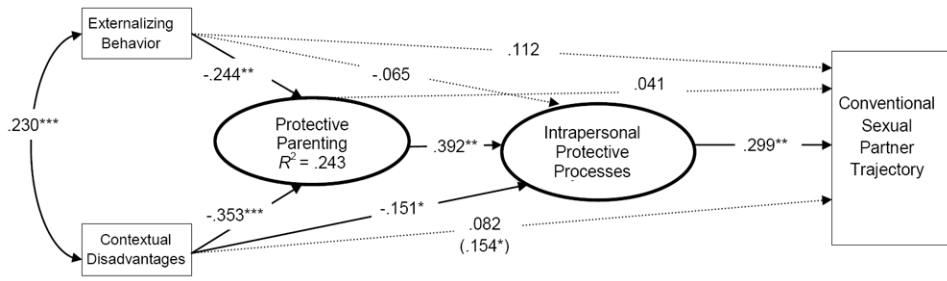 Externalizing
Behavior
.112
-.244**
-.065
.041
.230***
Protective
Parenting
R² = .243
.392**
Intrapersonal
Protective
Processes
.299**
Conventional
Sexual
Partner
Trajectory
-.353***
-.151*
.082
(.154*)
Contextual
Disadvantages